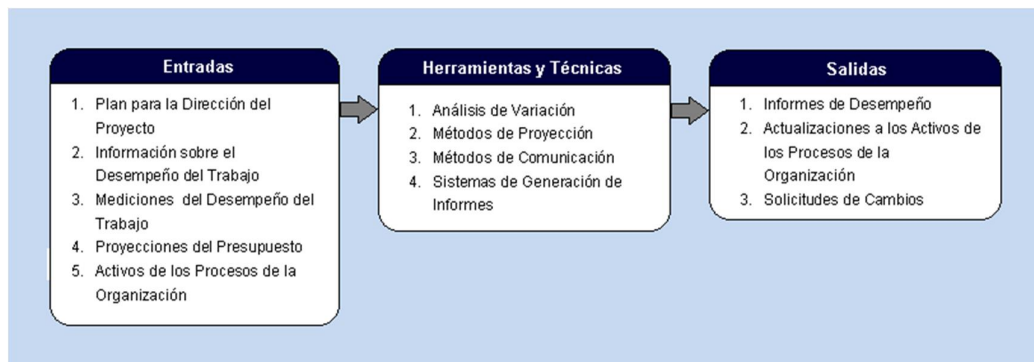 Entradas
1. Plan para la Dirección del
Proyecto
2. Información sobre el
Desempeño del Trabajo
3. Mediciones del Desempeño del
Trabajo
4. Proyecciones del Presupuesto
5. Activos de los Procesos de la
Organización
Herramientas y Técnicas
1. Análisis de Variación
2. Métodos de Proyección
3. Métodos de Comunicación
4. Sistemas de Generación de
Informes
Salidas
1. Informes de Desempeño
2. Actualizaciones a los Activos de
los Procesos de la
Organización
3. Solicitudes de Cambios